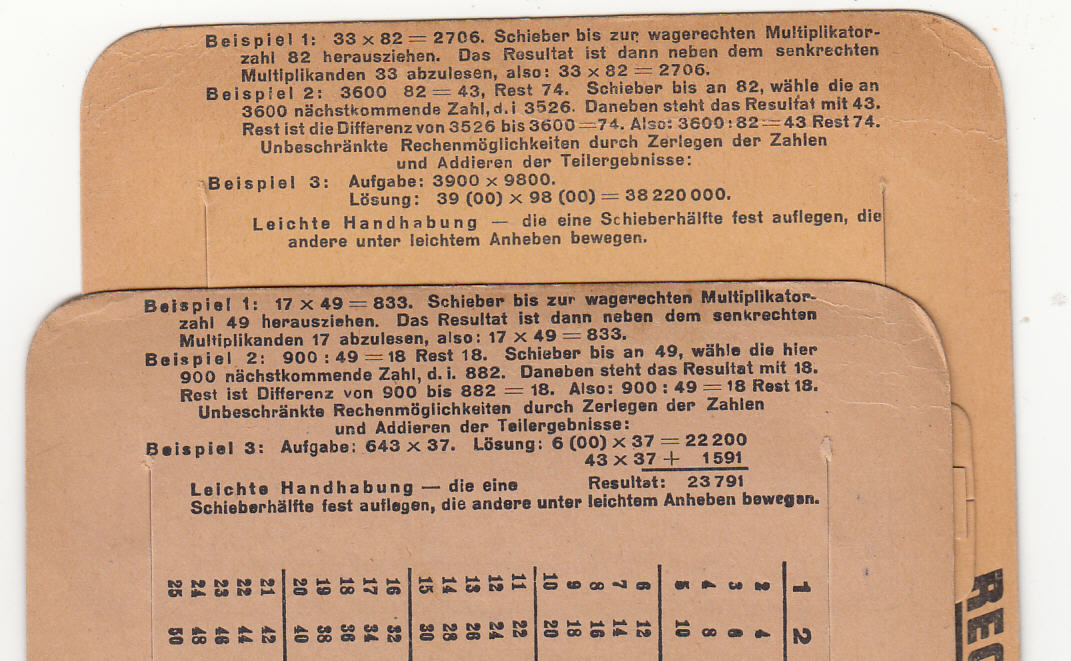 Beispiel 1: 33 × 82 = 2706. Schieber bis zur wagerechten Multiplikator-
zahl 82 herausziehen. Das Resultat ist dann neben dem senkrechten
Multiplikanden 33 abzulesen, also: 33 × 82 = 2706.
Beispiel 2: 3600 82 = 43, Rest 74. Schieber bis an 82, wähle die an
3600 nächstkommende Zahl, d. i 3526. Daneben steht das Resultat mit 43.
Rest ist die Differenz von 3526 bis 3600 = 74. Also: 3600 : 82 = 43 Rest 74.
Unbeschränkte Rechenmöglichkeiten durch Zerlegen der Zahlen
und Addieren der Teilergebnisse:
Beispiel 3: Aufgabe: 3900 × 9800.
Lösung: 39 (00) × 98 (00) = 38 220 000.
Leichte Handhabung — die eine Schieberhälfte fest auflegen, die
andere unter leichtem Anheben bewegen.
Beispiel 1: 17 × 49 = 833. Schieber bis zur wagerechten Multiplikator-
zahl 49 herausziehen. Das Resultat ist dann neben dem senkrechten
Multiplikanden 17 abzulesen, also: 17 × 49 = 833.
Beispiel 2: 900 : 49 = 18 Rest 18. Schieber bis an 49, wähle die hier
900 nächstkommende Zahl, d. i. 882. Daneben steht das Resultat mit 18.
Rest ist Differenz von 900 bis 882 = 18. Also: 900 : 49 = 18 Rest 18.
Unbeschränkte Rechenmöglichkeiten durch Zerlegen der Zahlen
und Addieren der Teilergebnisse:
Beispiel 3: Aufgabe: 643 × 37. Lösung: 6 (00) × 37 = 22 200
43 × 37 + 1591
Leichte Handhabung — die eine Resultat: 23 791
Schieberhälfte fest auflegen, die andere unter leichtem Anheben bewegen.
1 2
2 4
3 6
4 8
5 10
6 12
7 14
8 16
9 18
10 20
11 22
12 24
13 26
14 28
15 30
16 32
17 34
18 36
19 38
20 40
21 42
22 44
23 46
24 48
25 50
REC